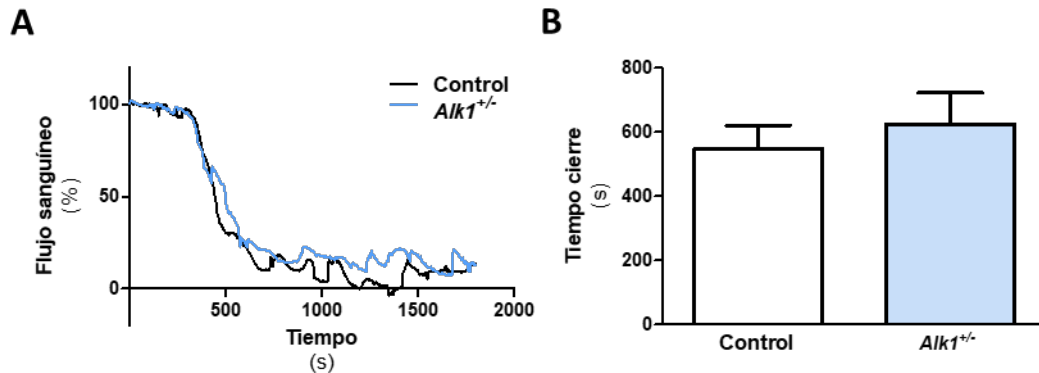 A
Flujo sanguíneo
(%)
100
50
0
500
1000
1500
2000
Tiempo
(s)
Control
Alk1+/-
B
Tiempo cierre
(s)
800
600
400
200
0
Control
Alk1+/-